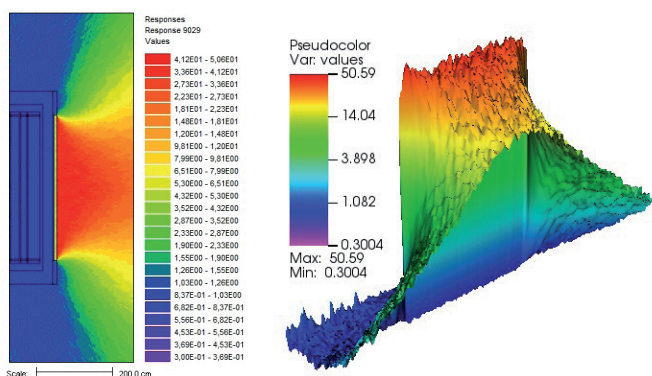 Responses
Response 9029
Values
4,12E01 - 5,06E01
3,36E01 - 4,12E01
2,73E01 - 3,36E01
2,23E01 - 2,73E01
1,81E01 - 2,23E01
1,48E01 - 1,81E01
1,20E01 - 1,48E01
9,81E00 - 1,20E01
7,99E00 - 9,81E00
6,51E00 - 7,99E00
5,30E00 - 6,51E00
4,32E00 - 5,30E00
3,52E00 - 4,32E00
2,87E00 - 3,52E00
2,33E00 - 2,87E00
1,90E00 - 2,33E00
1,55E00 - 1,90E00
1,26E00 - 1,55E00
1,03E00 - 1,26E00
8,37E-01 - 1,03E00
6,82E-01 - 8,37E-01
5,56E-01 - 6,82E-01
4,53E-01 - 5,56E-01
3,69E-01 - 4,53E-01
3,00E-01 - 3,69E-01
Scale:
200.0 cm
Pseudocolor
Var: values
50.59
14.04
3.898
1.082
0.3004
Max: 50.59
Min: 0.3004